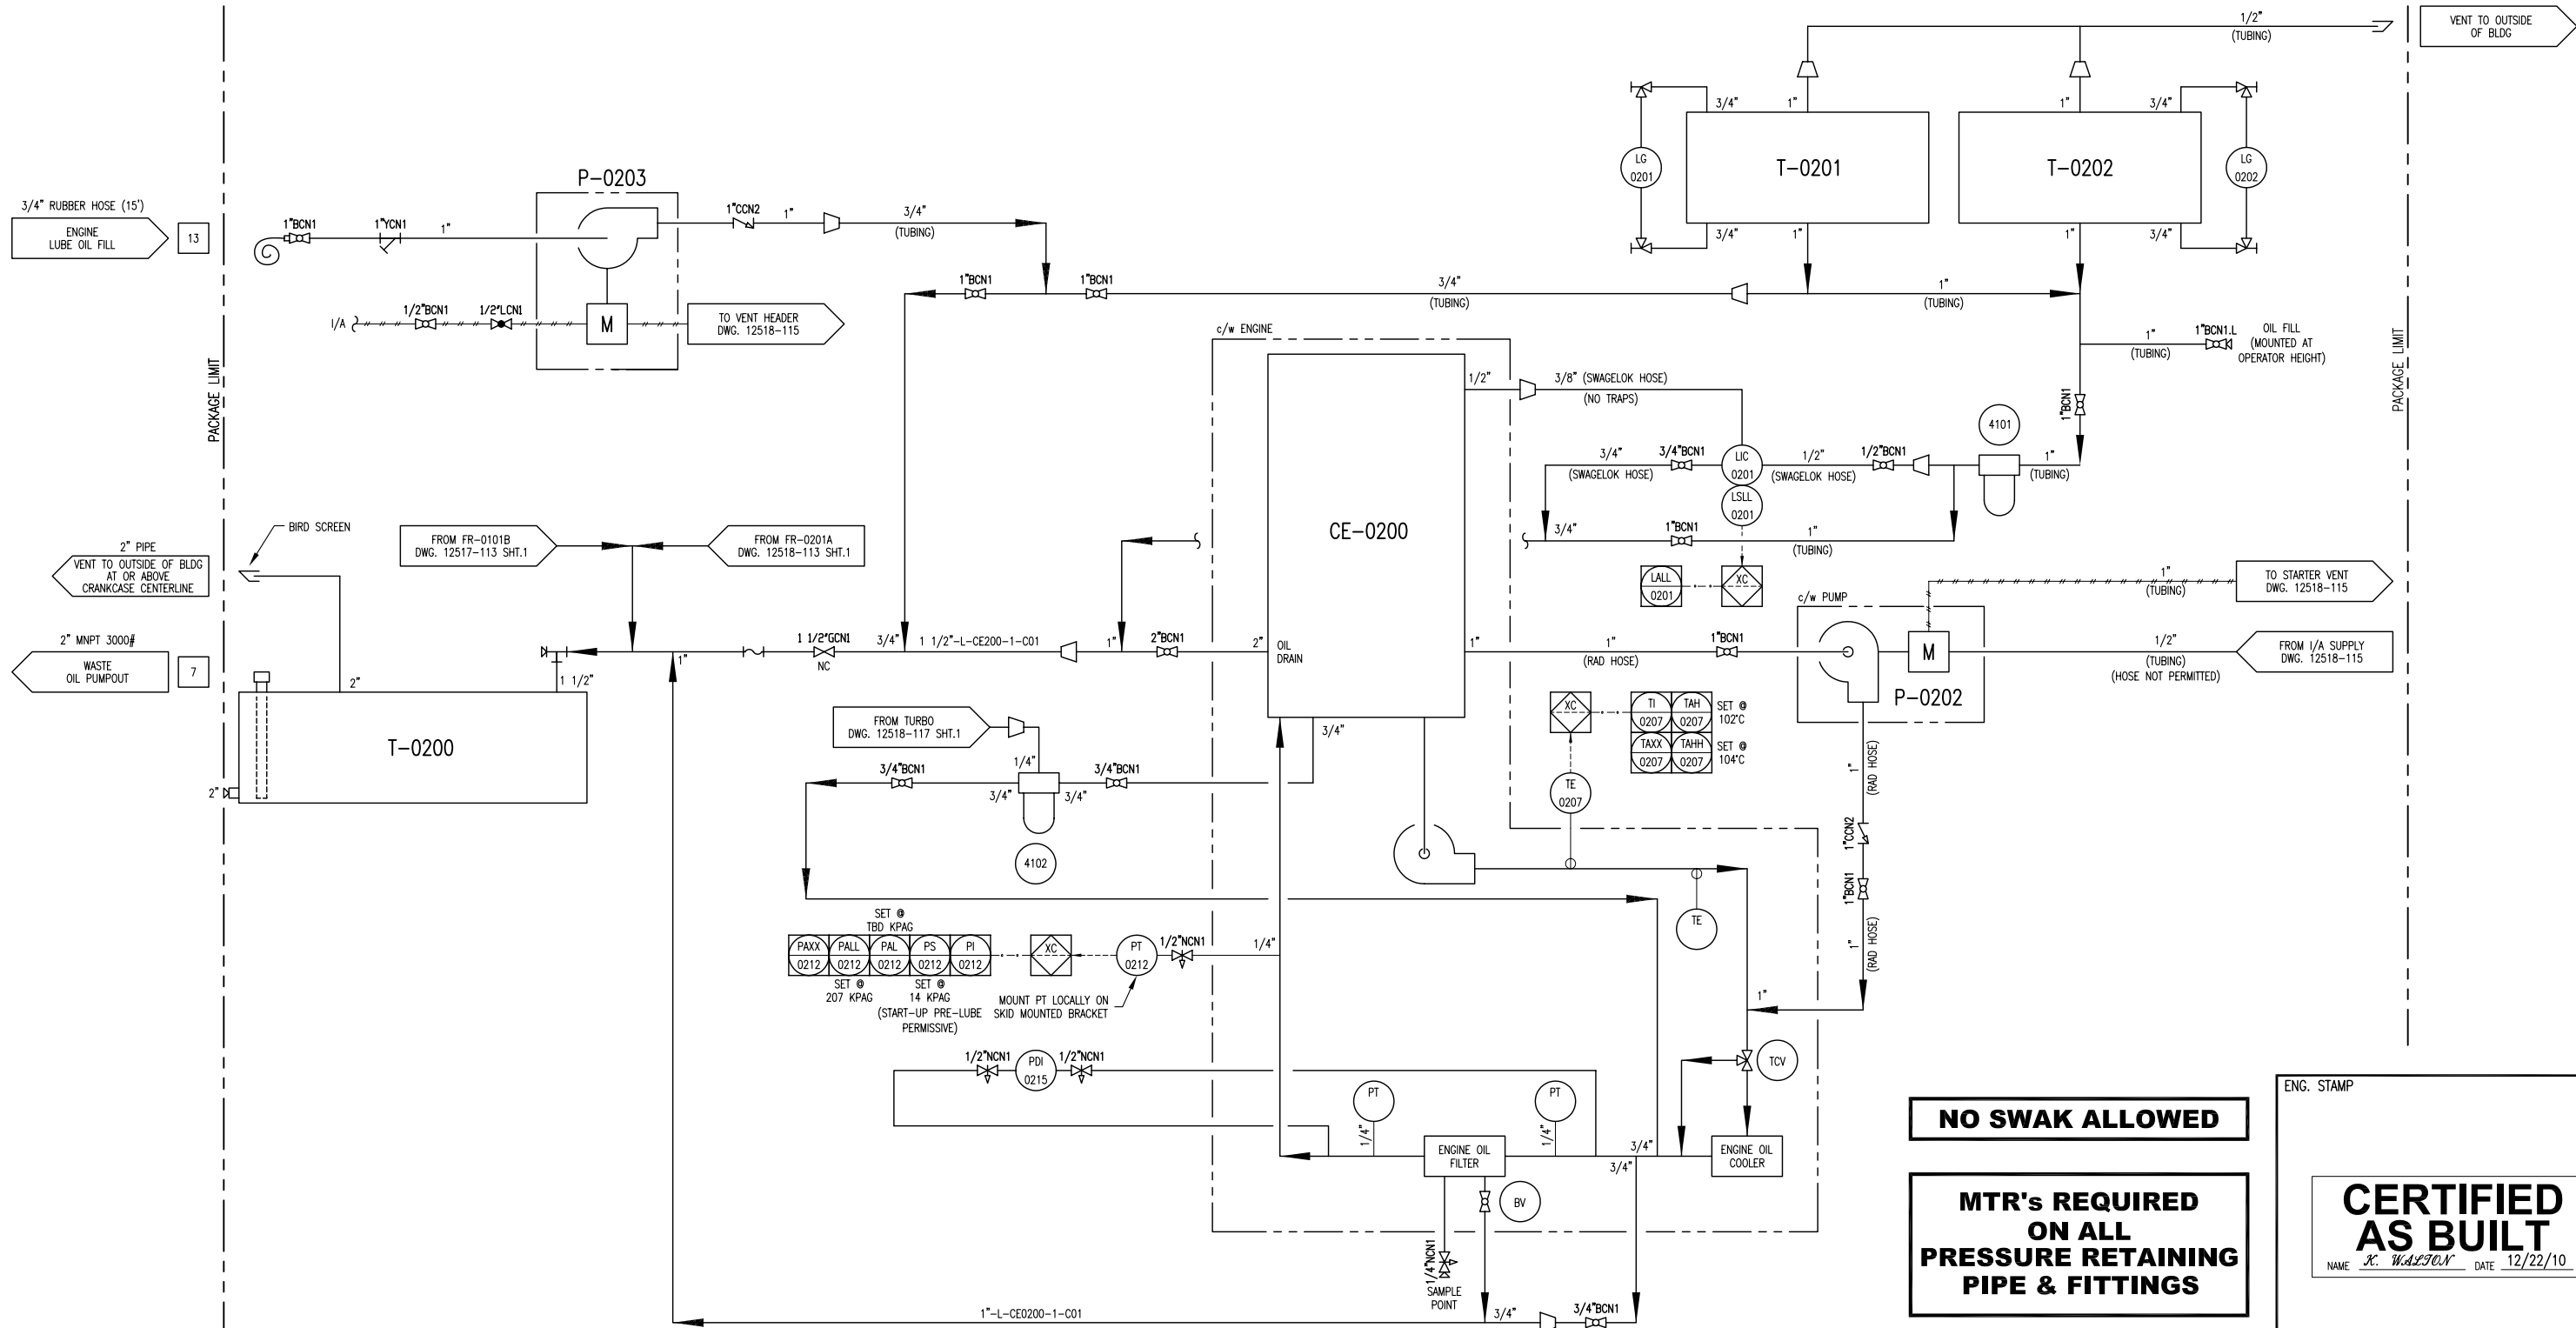 1/2"
(TUBING)
VENT TO OUTSIDE
OF BLDG
3/4"
1"
1"
3/4"
LG
0201
T-0201
T-0202
LG
0202
3/4"
1"
1"
3/4"
P-0203
3/4" RUBBER HOSE (15')
ENGINE
LUBE OIL FILL
13
1"BCN1
1"YCN1
1"
1"CCN2
1"
3/4"
(TUBING)
1"BCN1
1"BCN1
3/4"
(TUBING)
1"
(TUBING)
I/A
1/2"BCN1
1/2"LCN1
M
TO VENT HEADER
DWG. 12518-115
PACKAGE LIMIT
PACKAGE LIMIT
1"
(TUBING)
1"BCN1.L
OIL FILL
(MOUNTED AT
OPERATOR HEIGHT)
c/w ENGINE
1/2"
3/8" (SWAGELOK HOSE)
(NO TRAPS)
1"BCN1
4101
3/4"
(SWAGELOK HOSE)
3/4"BCN1
LIC
0201
1/2"
(SWAGELOK HOSE)
1/2"BCN1
1"
(TUBING)
LSLL
0201
CE-0200
3/4"
1"BCN1
1"
(TUBING)
BIRD SCREEN
2" PIPE
VENT TO OUTSIDE OF BLDG
AT OR ABOVE
CRANKCASE CENTERLINE
FROM FR-0101B
DWG. 12517-113 SHT.1
FROM FR-0201A
DWG. 12518-113 SHT.1
LALL
0201
XC
1"
(TUBING)
TO STARTER VENT
DWG. 12518-115
c/w PUMP
2" MNPT 3000#
WASTE
OIL PUMPOUT
7
1 1/2"GCN1
NC
3/4"
1 1/2"-L-CE200-1-C01
1"
2"BCN1
2"
OIL
DRAIN
1"
1"
(RAD HOSE)
1"BCN1
M
1/2"
(TUBING)
(HOSE NOT PERMITTED)
FROM I/A SUPPLY
DWG. 12518-115
P-0202
1"
2"
1 1/2"
T-0200
2"
FROM TURBO
DWG. 12518-117 SHT.1
3/4"
XC
TI
0207
TAH
0207
SET @
102°C
TAXX
0207
TAHH
0207
SET @
104°C
1/4"
3/4"BCN1
3/4"
3/4"
3/4"BCN1
4102
TE
0207
1"
(RAD HOSE)
1"CCN2
1"BCN1
1"
(RAD HOSE)
TE
SET @
TBD KPAG
PAXX
0212
PALL
0212
PAL
0212
PS
0212
PI
0212
XC
PT
0212
1/2"NCN1
1/4"
SET @
207 KPAG
SET @
14 KPAG
(START-UP PRE-LUBE
PERMISSIVE)
MOUNT PT LOCALLY ON
SKID MOUNTED BRACKET
1"
1/2"NCN1
PDI
0215
1/2"NCN1
TCV
PT
1/4"
PT
1/4"
ENGINE OIL
FILTER
3/4"
3/4"
ENGINE OIL
COOLER
BV
1/4"NCN1
SAMPLE
POINT
1"-L-CE0200-1-C01
3/4"
3/4"BCN1
NO SWAK ALLOWED
MTR's REQUIRED
ON ALL
PRESSURE RETAINING
PIPE & FITTINGS
ENG. STAMP
CERTIFIED
AS BUILT
NAME K. WALTON DATE 12/22/10